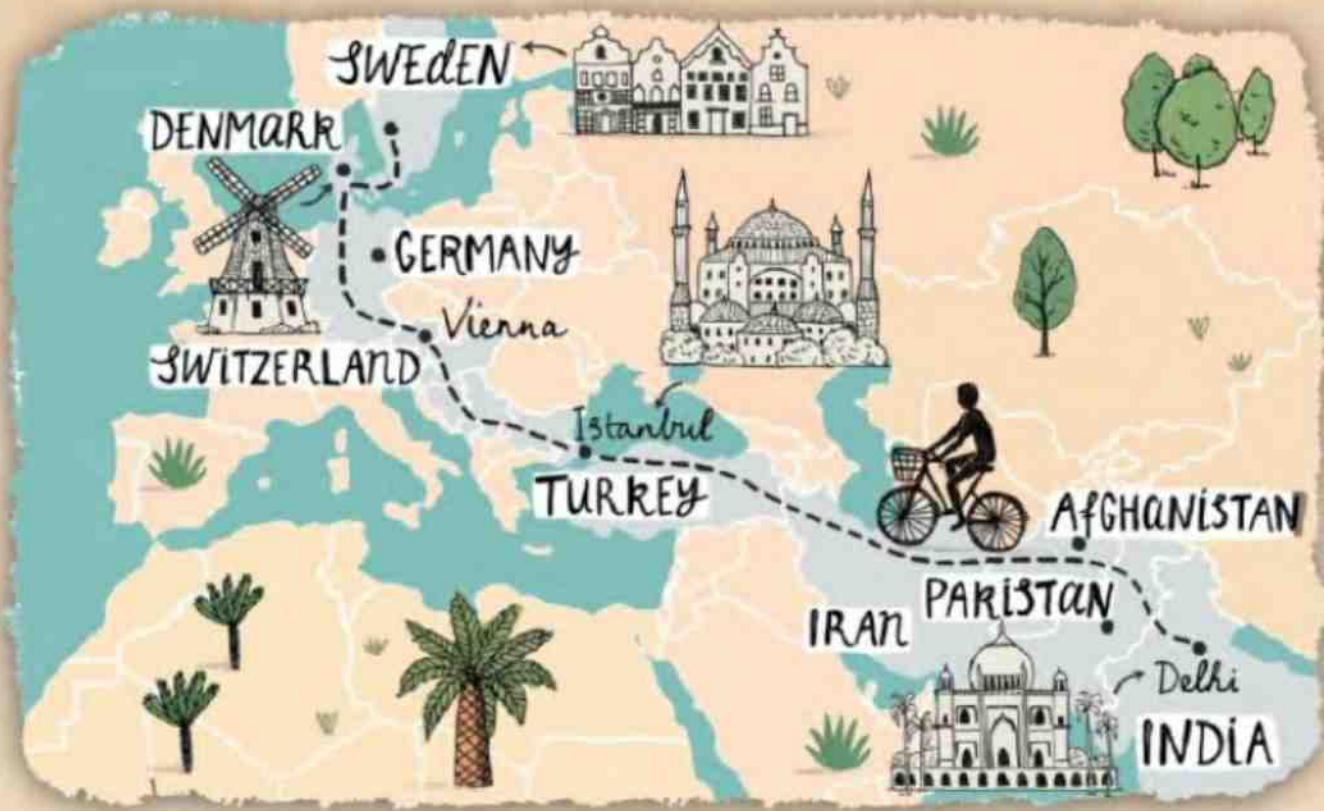 SWEdEN
DENMARK
GERMANY
Vienna
SWiTZERLAND
Istanbul
TURKEY
AfGHaNiSTAN
PAKiSTaN
IRAn
Delhi
INDiA